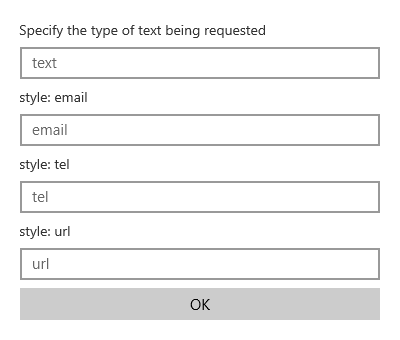 Specify the type of text being requested
text
style: email
email
style: tel
tel
style: url
url
OK